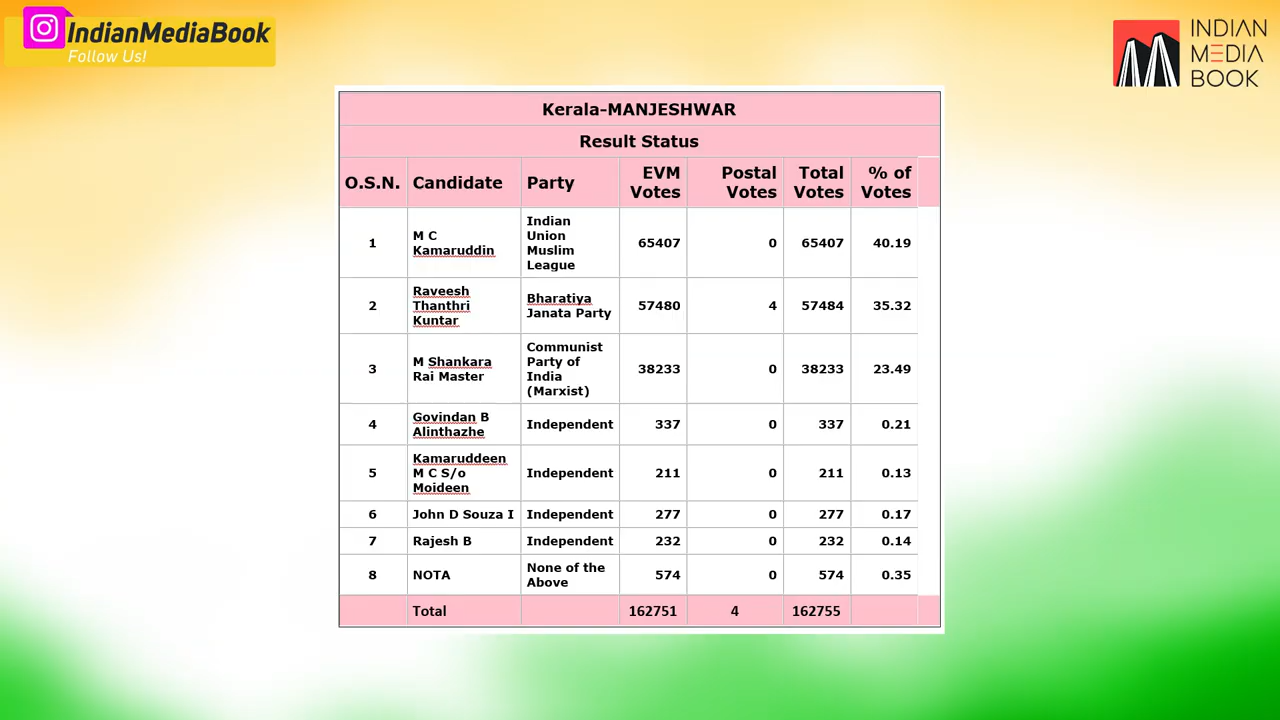 IndianMediaBook
Follow Us!
INDIAN
MEDIA
BOOK
Kerala-MANJESHWAR
Result Status
O.S.N. Candidate Party EVM Votes Postal Votes Total Votes % of Votes
1 M C Kamaruddin Indian Union Muslim League 65407 0 65407 40.19
2 Raveesh Thanthri Kuntar Bharatiya Janata Party 57480 4 57484 35.32
3 M Shankara Rai Master Communist Party of India (Marxist) 38233 0 38233 23.49
4 Govindan B Alinthazhe Independent 337 0 337 0.21
5 Kamaruddeen M C S/o Moideen Independent 211 0 211 0.13
6 John D Souza I Independent 277 0 277 0.17
7 Rajesh B Independent 232 0 232 0.14
8 NOTA None of the Above 574 0 574 0.35
Total 162751 4 162755